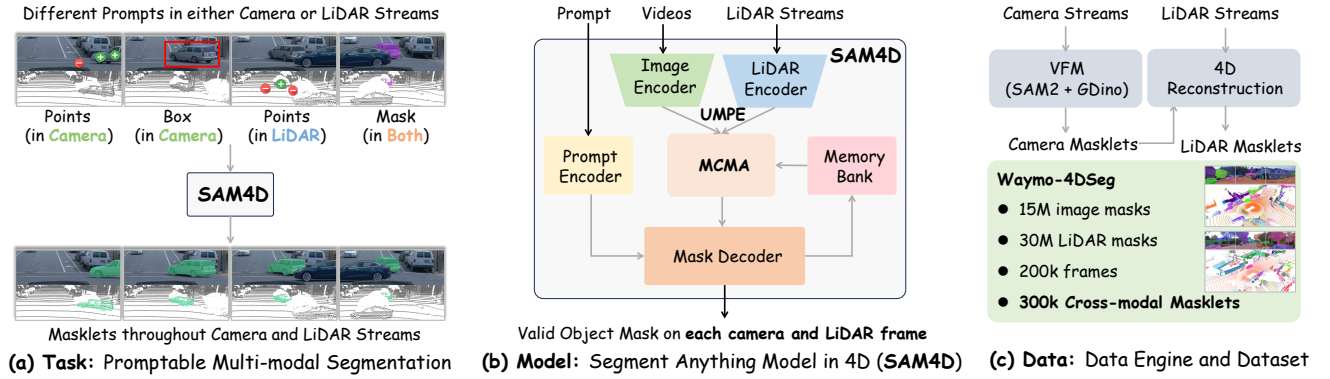 Different Prompts in either Camera or LiDAR Streams
Points
(in Camera)
Box
(in Camera)
Points
(in LiDAR)
Mask
(in Both)
SAM4D
Masklets throughout Camera and LiDAR Streams
(a) Task: Promptable Multi-modal Segmentation
Prompt
Videos
LiDAR Streams
SAM4D
Image
Encoder
LiDAR
Encoder
UMPE
Prompt
Encoder
MCMA
Memory
Bank
Mask Decoder
Valid Object Mask on each camera and LiDAR frame
(b) Model: Segment Anything Model in 4D (SAM4D)
Camera Streams
LiDAR Streams
VFM
(SAM2 + GDino)
4D
Reconstruction
Camera Masklets
LiDAR Masklets
Waymo-4DSeg
● 15M image masks
● 30M LiDAR masks
● 200k frames
● 300k Cross-modal Masklets
(c) Data: Data Engine and Dataset